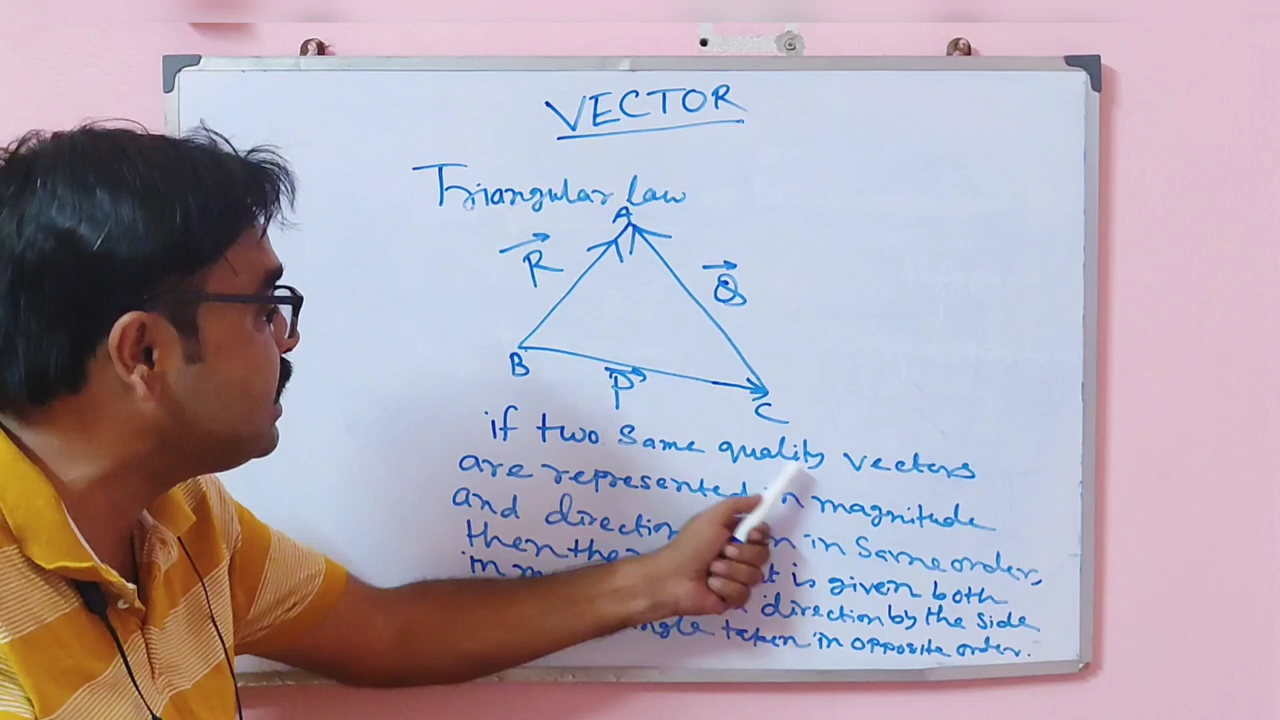 VECTOR
Triangular law
A
R
Q
B
P
C
if two same quality vectors
are represented in magnitude
and direction in same order,
then is given both
in direction by the side
taken in opposite order.